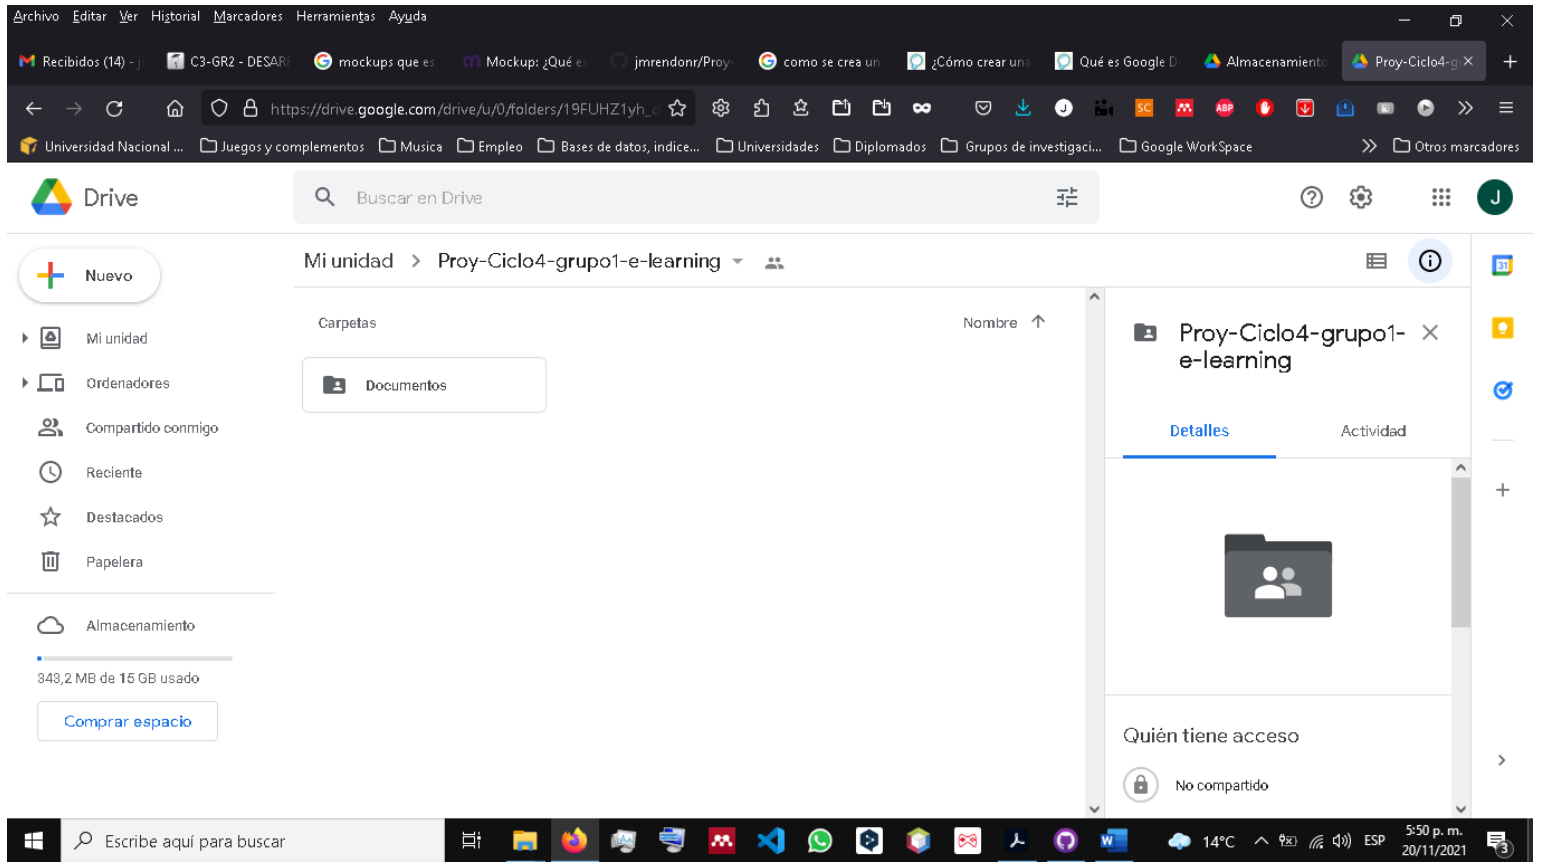 Archivo Editar Ver Historial Marcadores Herramientas Ayuda
Recibidos (14) - j
C3-GR2 - DESARR
mockups que es
Mockup: ¿Qué es
jmrendonr/Proy-
como se crea un
¿Cómo crear una
Qué es Google D
Almacenamiento
Proy-Ciclo4-g
https://drive.google.com/drive/u/0/folders/19FUHZ1yh_
Universidad Nacional ...
Juegos y complementos
Musica
Empleo
Bases de datos, indice...
Universidades
Diplomados
Grupos de investigaci...
Google WorkSpace
Otros marcadores
Drive
Buscar en Drive
J
Nuevo
Mi unidad > Proy-Ciclo4-grupo1-e-learning
31
Mi unidad
Ordenadores
Compartido conmigo
Reciente
Destacados
Papelera
Almacenamiento
343,2 MB de 15 GB usado
Comprar espacio
Carpetas
Nombre
Documentos
Proy-Ciclo4-grupo1-
e-learning
Detalles
Actividad
Quién tiene acceso
No compartido
Escribe aquí para buscar
14°C
ESP
5:50 p. m.
20/11/2021
3